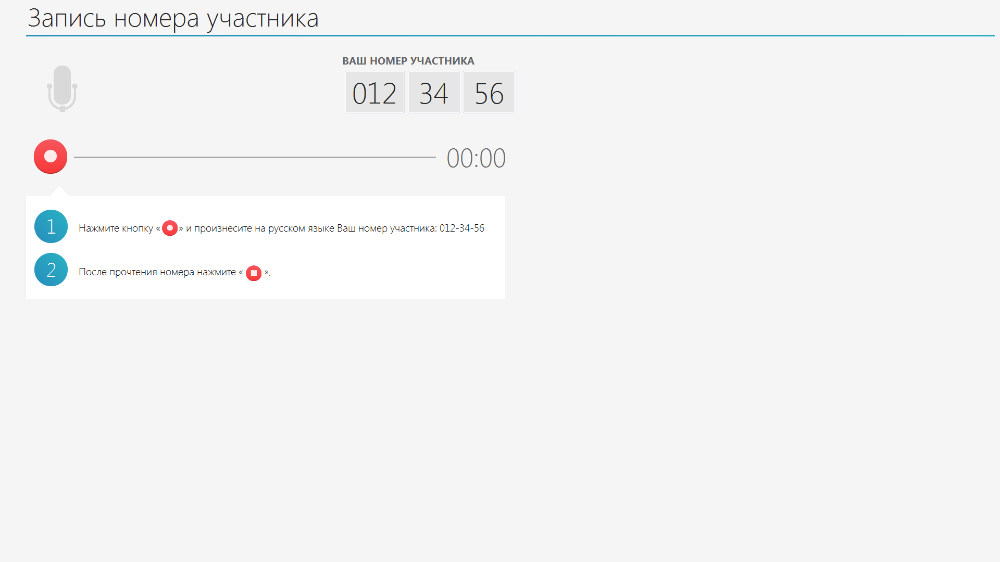 Запись номера участника
ВАШ НОМЕР УЧАСТНИКА
012 34 56
00:00
1 Нажмите кнопку « » и произнесите на русском языке Ваш номер участника: 012-34-56
2 После прочтения номера нажмите « ».